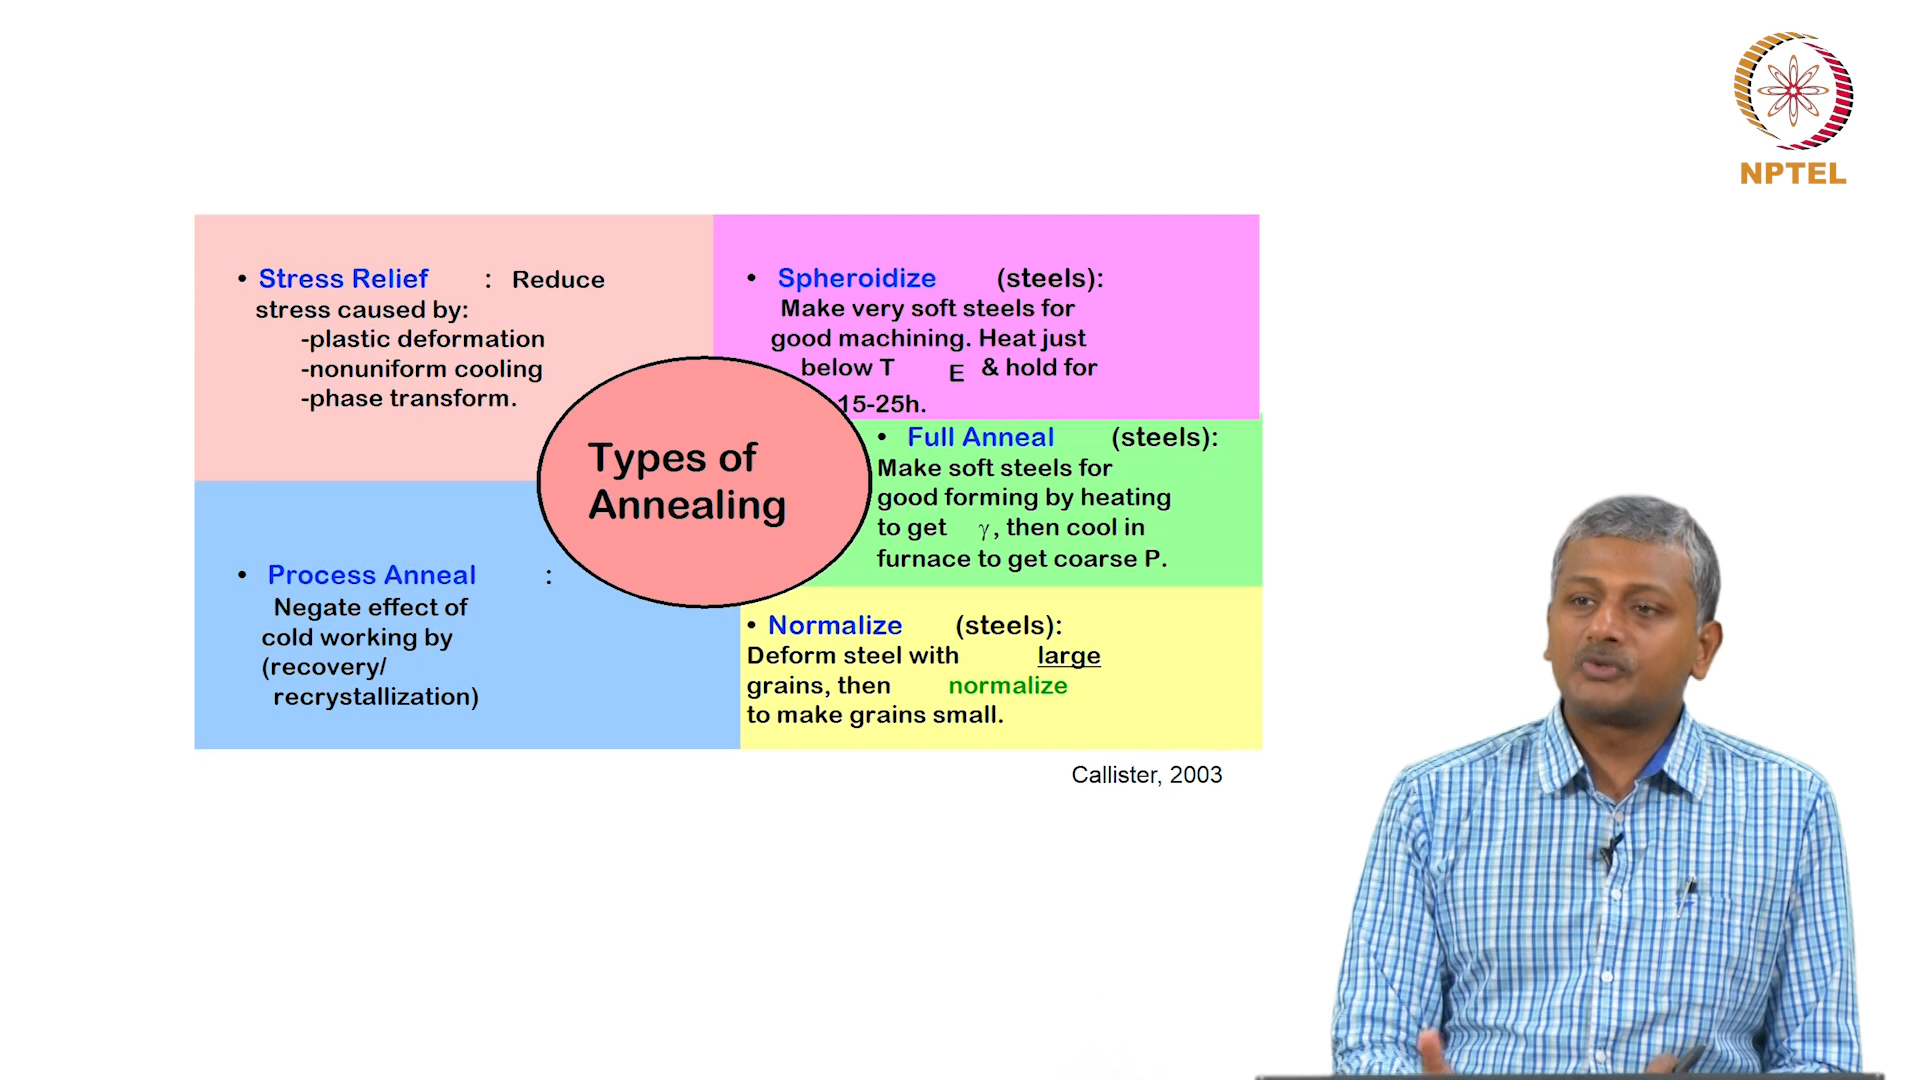 NPTEL
• Stress Relief : Reduce
stress caused by:
-plastic deformation
-nonuniform cooling
-phase transform.
• Spheroidize (steels):
Make very soft steels for
good machining. Heat just
below T E & hold for
15-25h.
Types of
Annealing
• Full Anneal (steels):
Make soft steels for
good forming by heating
to get γ, then cool in
furnace to get coarse P.
• Process Anneal :
Negate effect of
cold working by
(recovery/
recrystallization)
• Normalize (steels):
Deform steel with large
grains, then normalize
to make grains small.
Callister, 2003